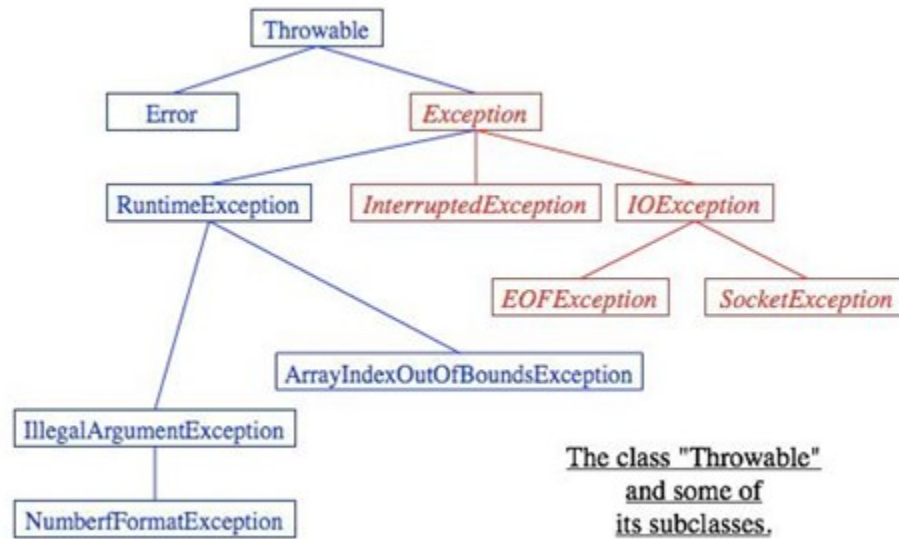 Throwable
Error
Exception
RuntimeException
InterruptedException
IOException
EOFException
SocketException
ArrayIndexOutOfBoundsException
IllegalArgumentException
NumberfFormatException
The class "Throwable"
and some of
its subclasses.